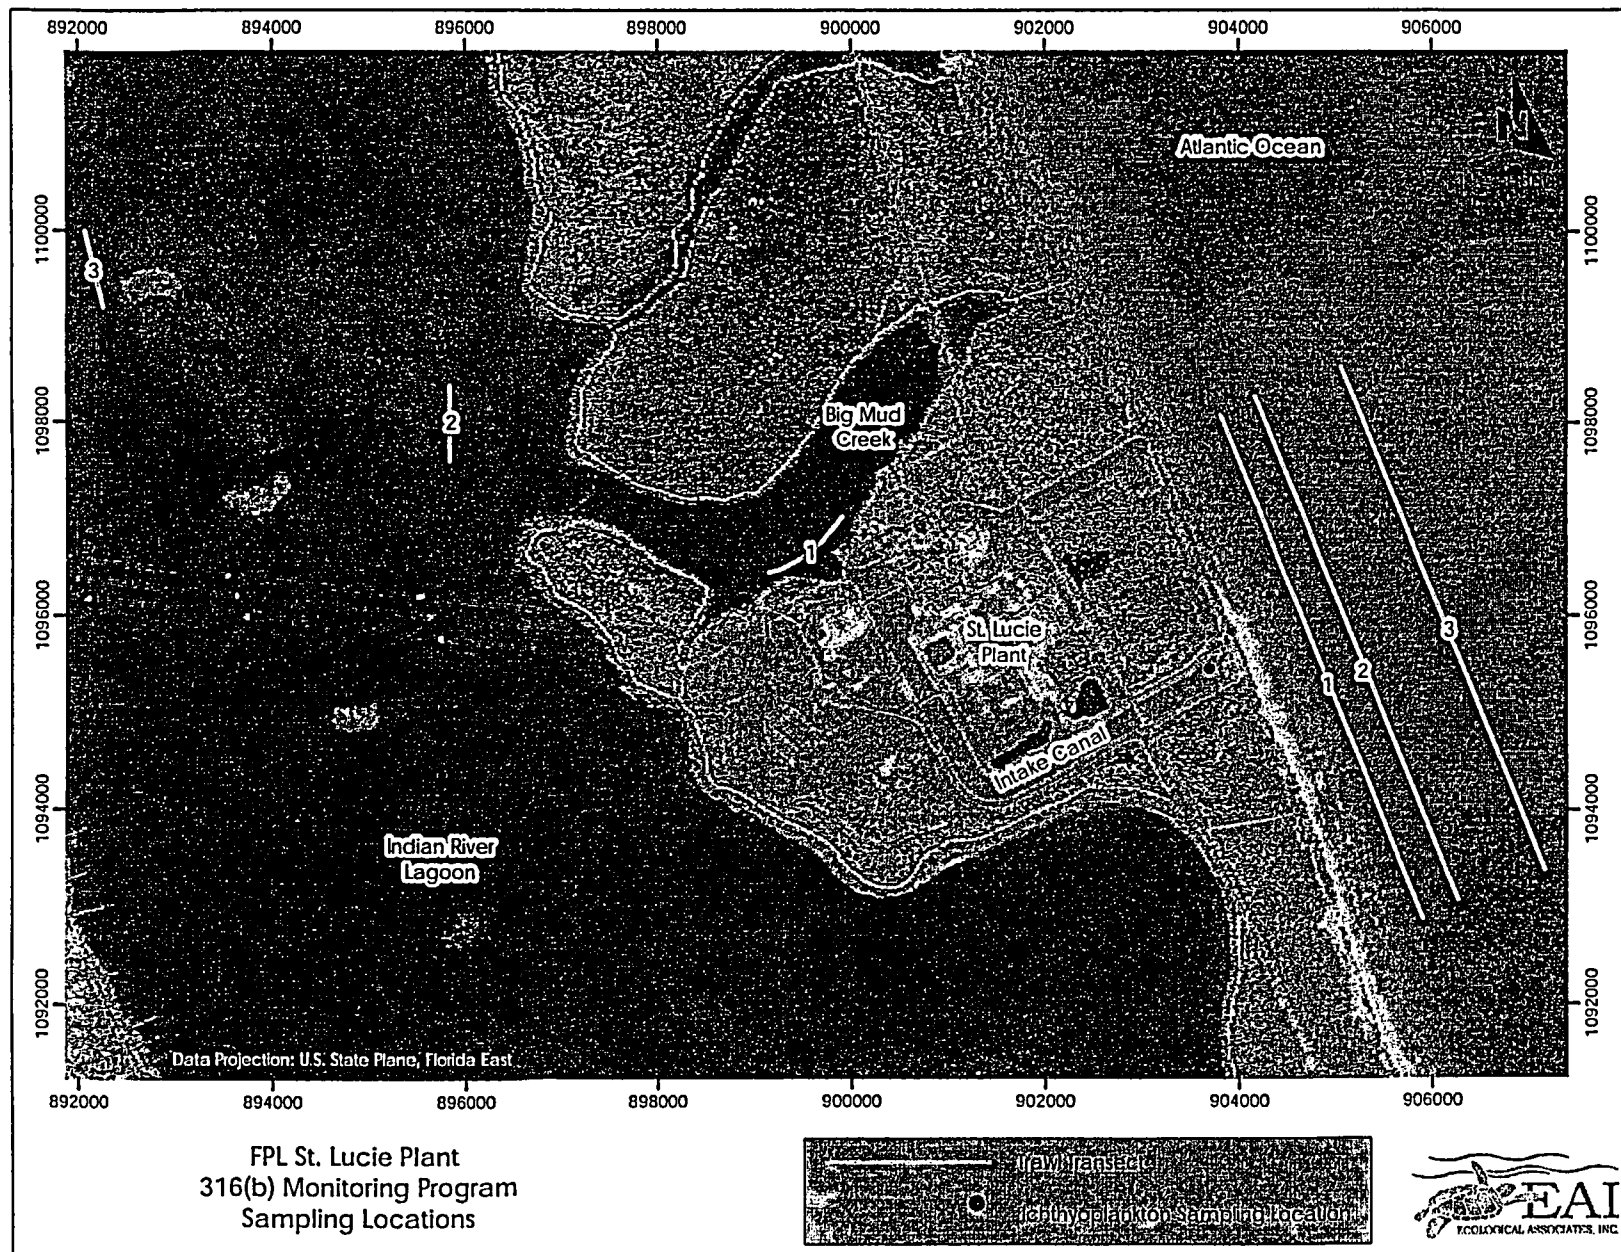 892000 894000 896000 898000 900000 902000 904000 906000
N
Atlantic Ocean
1100000
1100000
3
1098000
1098000
2
Big Mud
Creek
1
1096000
1096000
St. Lucie
Plant
3
2
1
Intake Canal
1094000
1094000
Indian River
Lagoon
1092000
1092000
Data Projection: U.S. State Plane, Florida East
892000 894000 896000 898000 900000 902000 904000 906000
FPL St. Lucie Plant
316(b) Monitoring Program
Sampling Locations
Trawl Transect
Ichthyoplankton Sampling Location
EAI
ECOLOGICAL ASSOCIATES, INC.